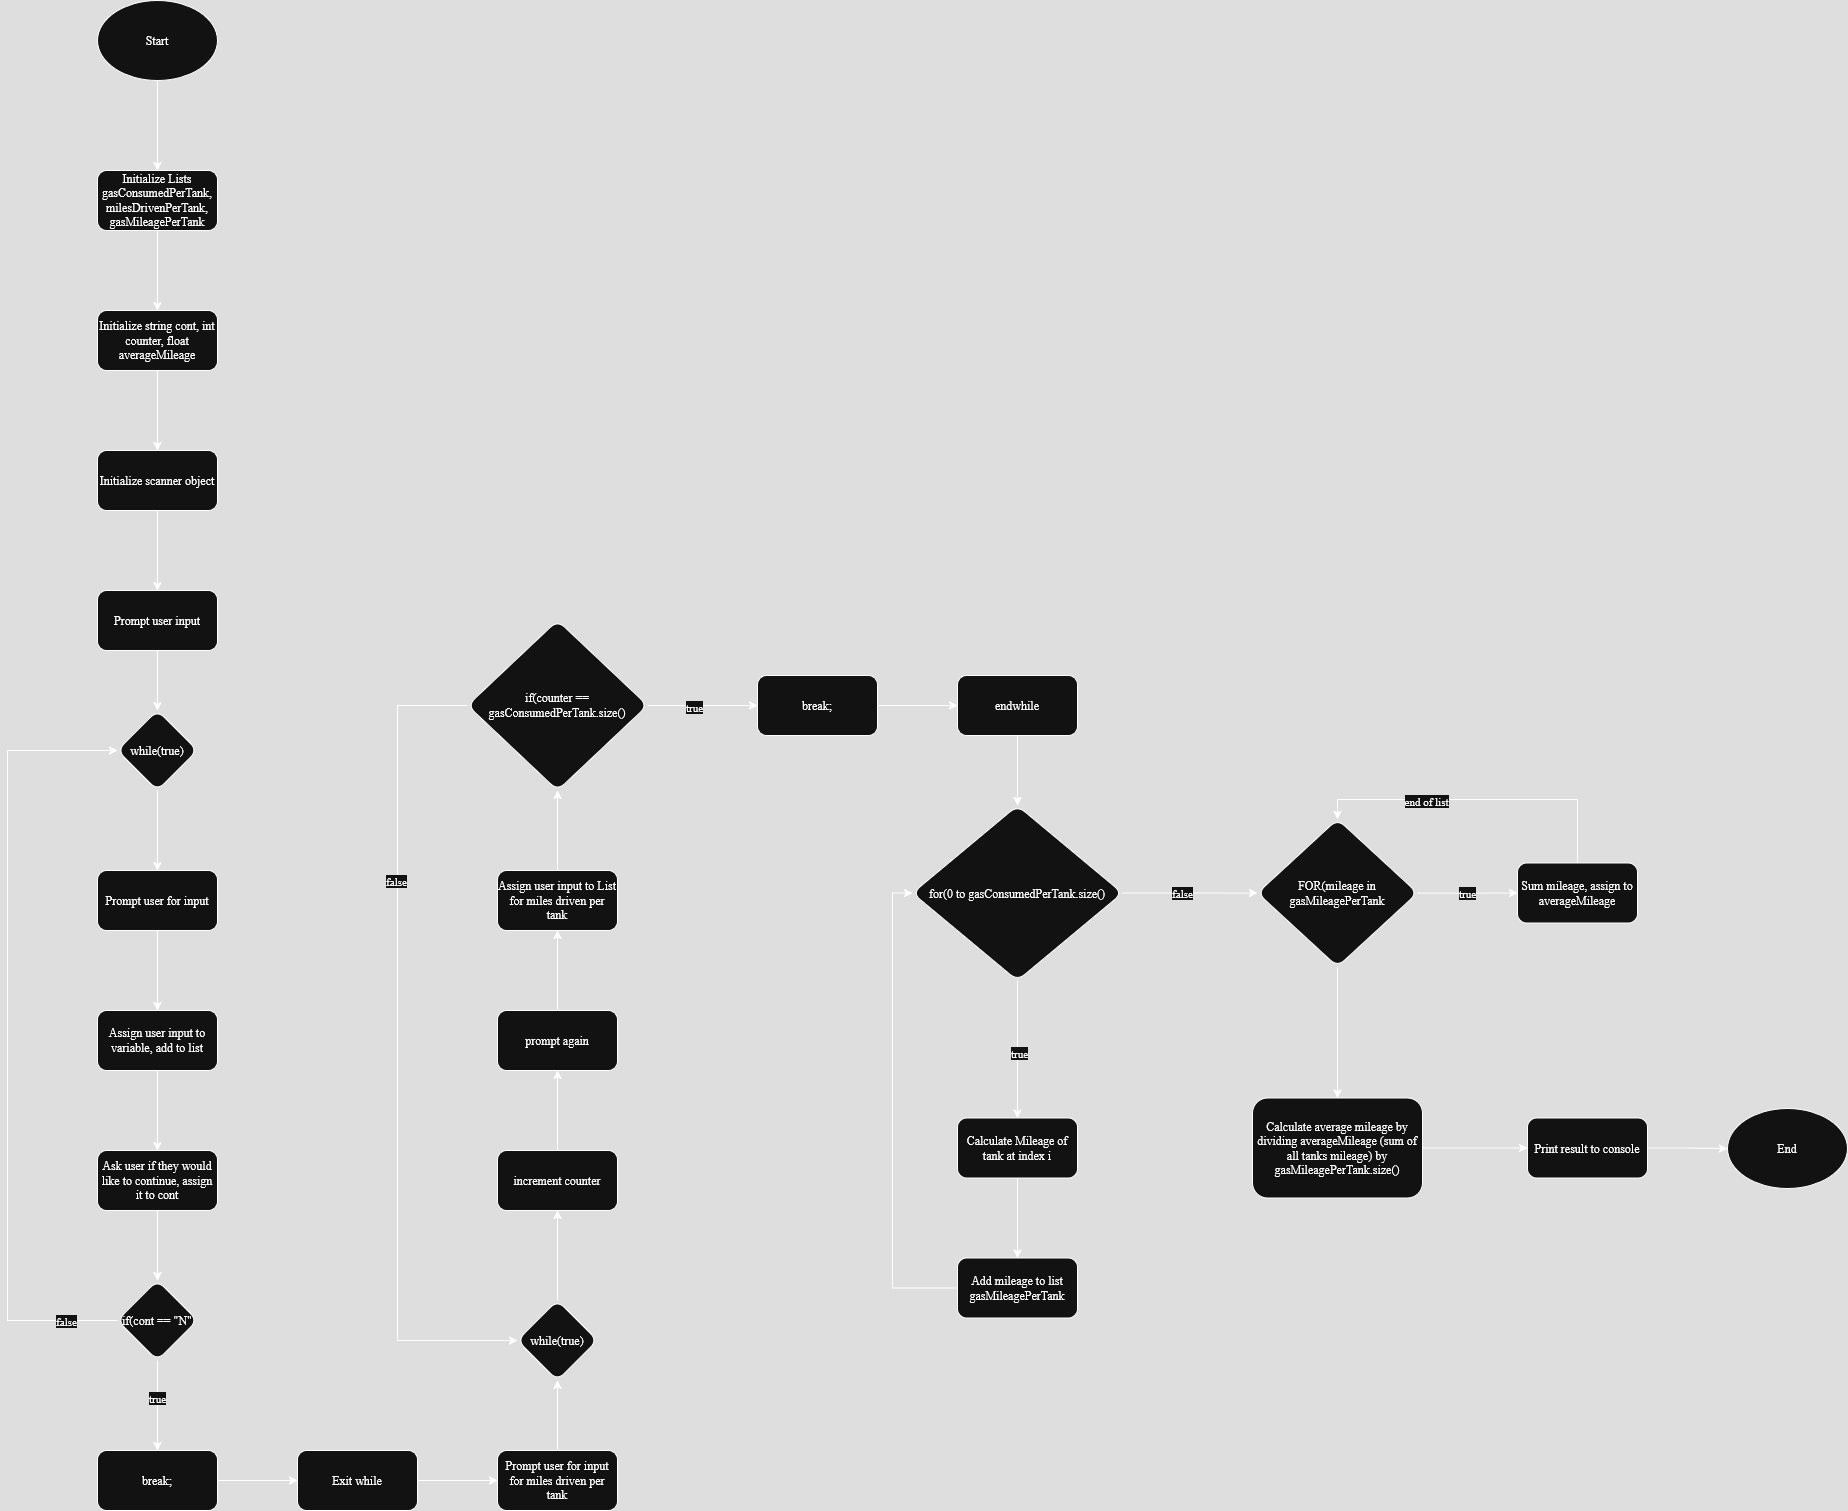 Start
Initialize Lists
gasConsumedPerTank,
milesDrivenPerTank,
gasMileagePerTank
Initialize string cont, int
counter, float
averageMileage
Initialize scanner object
Prompt user input
while(true)
Prompt user for input
Assign user input to
variable, add to list
Ask user if they would
like to continue, assign
it to cont
if(cont == "N"
false
true
break;
Exit while
Prompt user for input
for miles driven per
tank
while(true)
increment counter
prompt again
Assign user input to List
for miles driven per
tank
if(counter ==
gasConsumedPerTank.size()
false
true
break;
endwhile
for(0 to gasConsumedPerTank.size()
true
Calculate Mileage of
tank at index i
Add mileage to list
gasMileagePerTank
false
FOR(mileage in
gasMileagePerTank
true
Sum mileage, assign to
averageMileage
end of list
Calculate average mileage by
dividing averageMileage (sum of
all tanks mileage) by
gasMileagePerTank.size()
Print result to console
End